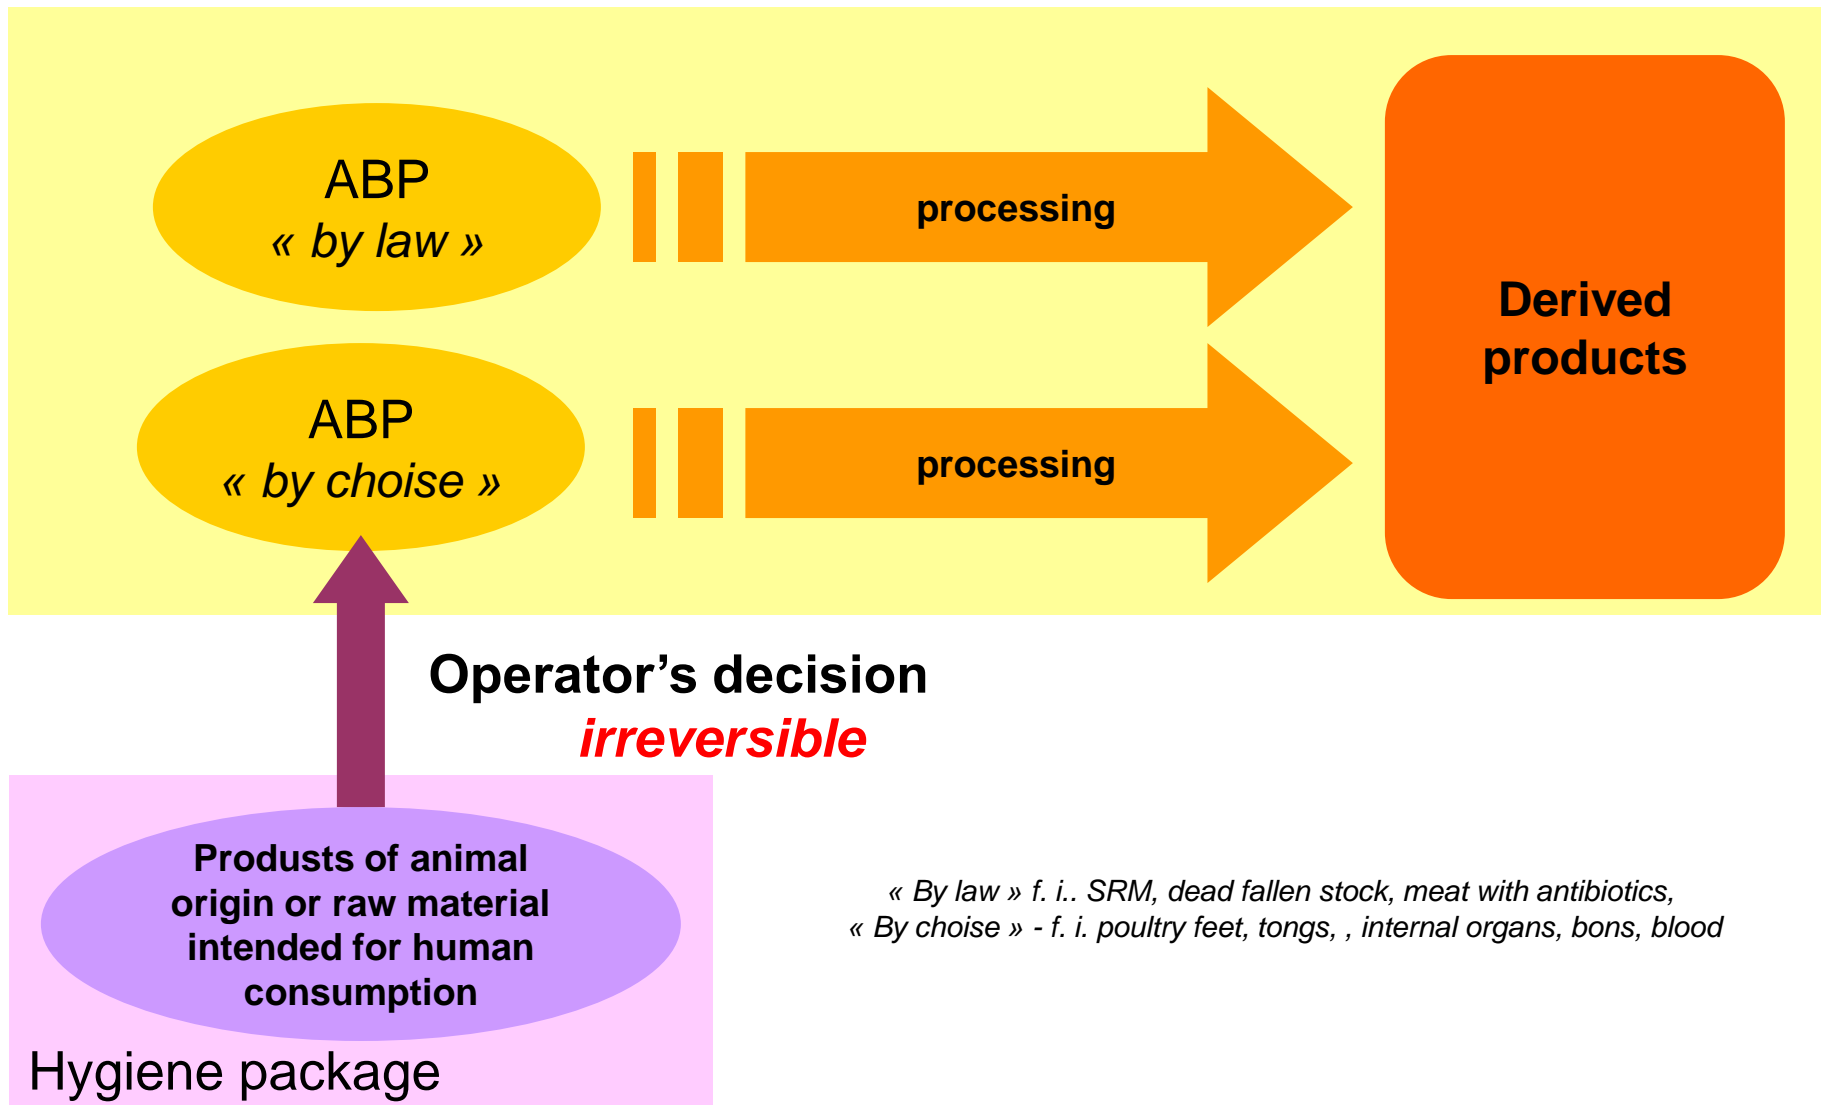 ABP
« by law »
processing
Derived
products
ABP
« by choise »
processing
Operator’s decision
irreversible
Produsts of animal
origin or raw material
intended for human
consumption
Hygiene package
« By law » f. i.. SRM, dead fallen stock, meat with antibiotics,
« By choise » - f. i. poultry feet, tongs, , internal organs, bons, blood